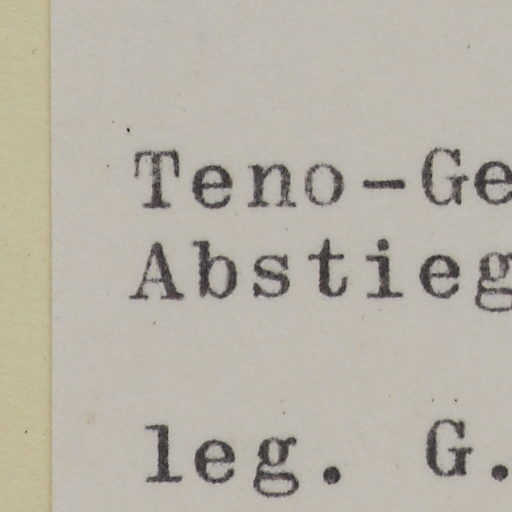 Teno-Ge
Abstieg
leg. G.